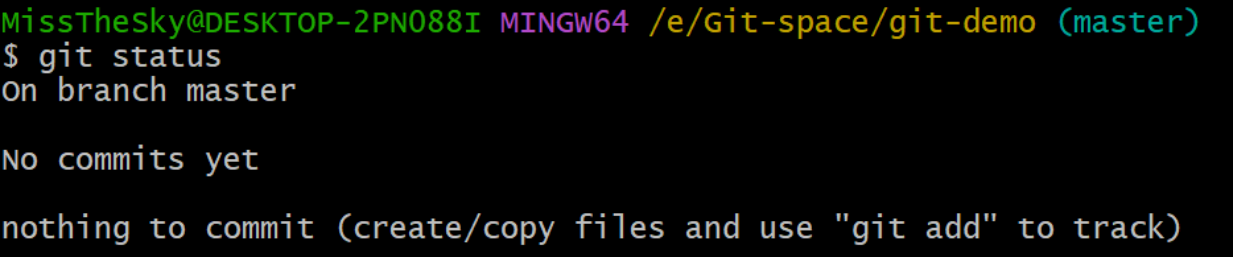 MissTheSky@DESKTOP-2PNO88I MINGW64 /e/Git-space/git-demo (master)
$ git status
On branch master
No commits yet
nothing to commit (create/copy files and use "git add" to track)